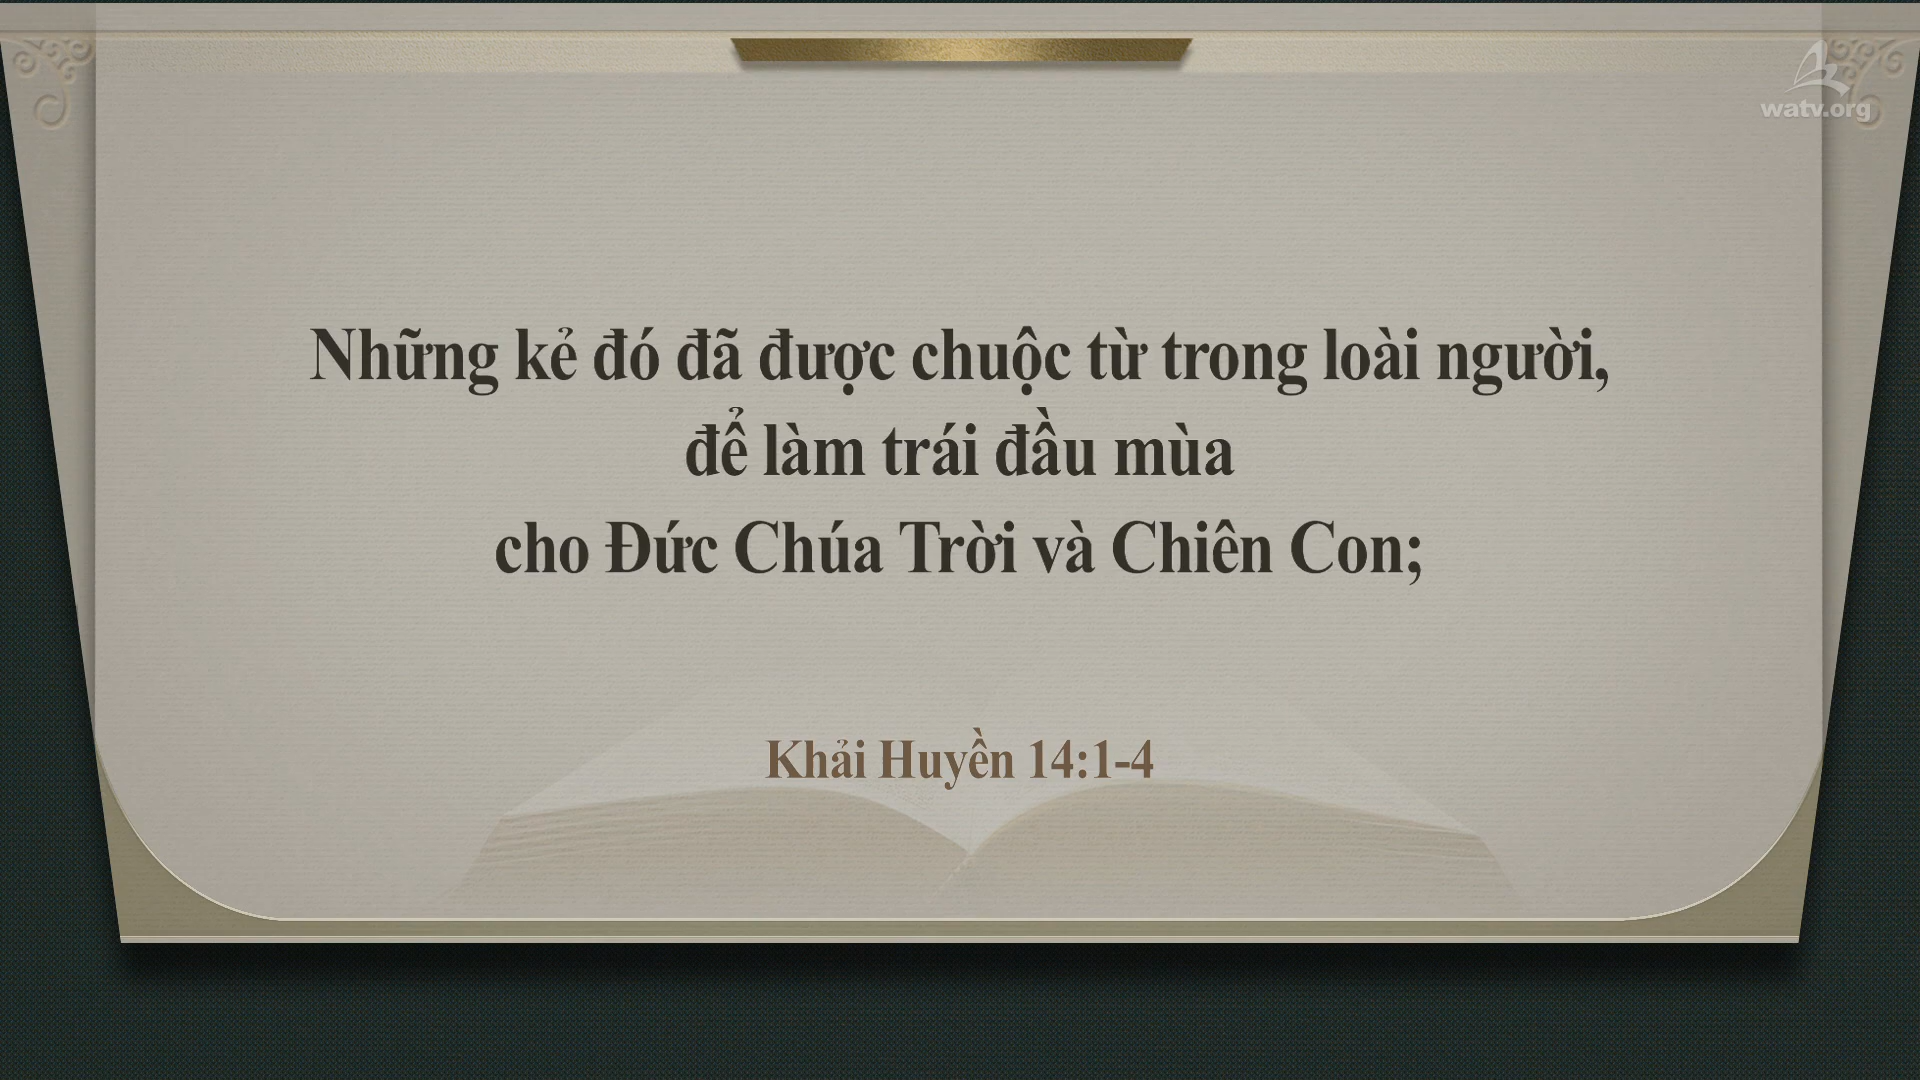 watv.org
Những kẻ đó đã được chuộc từ trong loài người,
để làm trái đầu mùa
cho Đức Chúa Trời và Chiên Con;
Khải Huyền 14:1-4